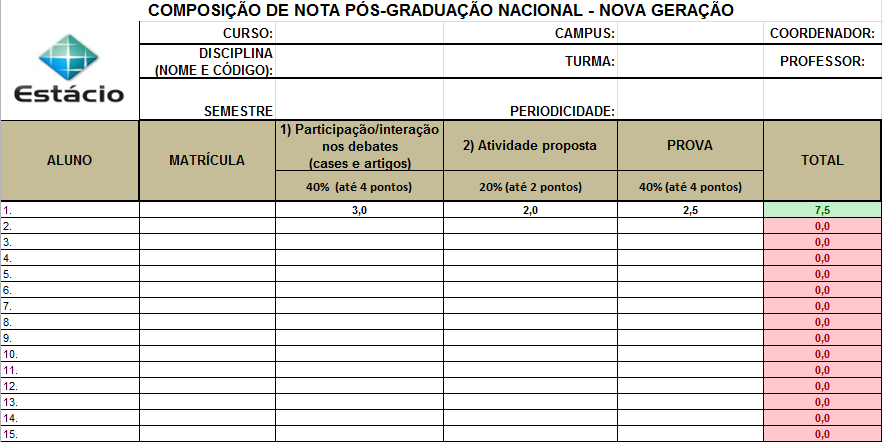 COMPOSIÇÃO DE NOTA PÓS-GRADUAÇÃO NACIONAL - NOVA GERAÇÃO
Estácio
CURSO: CAMPUS: COORDENADOR:
DISCIPLINA
(NOME E CÓDIGO): TURMA: PROFESSOR:
SEMESTRE PERIODICIDADE:
ALUNO
MATRÍCULA
1) Participação/interação
nos debates
(cases e artigos)
40% (até 4 pontos)
2) Atividade proposta
20% (até 2 pontos)
PROVA
40% (até 4 pontos)
TOTAL
1. 3,0 2,0 2,5 7,5
2. 0,0
3. 0,0
4. 0,0
5. 0,0
6. 0,0
7. 0,0
8. 0,0
9. 0,0
10. 0,0
11. 0,0
12. 0,0
13. 0,0
14. 0,0
15. 0,0